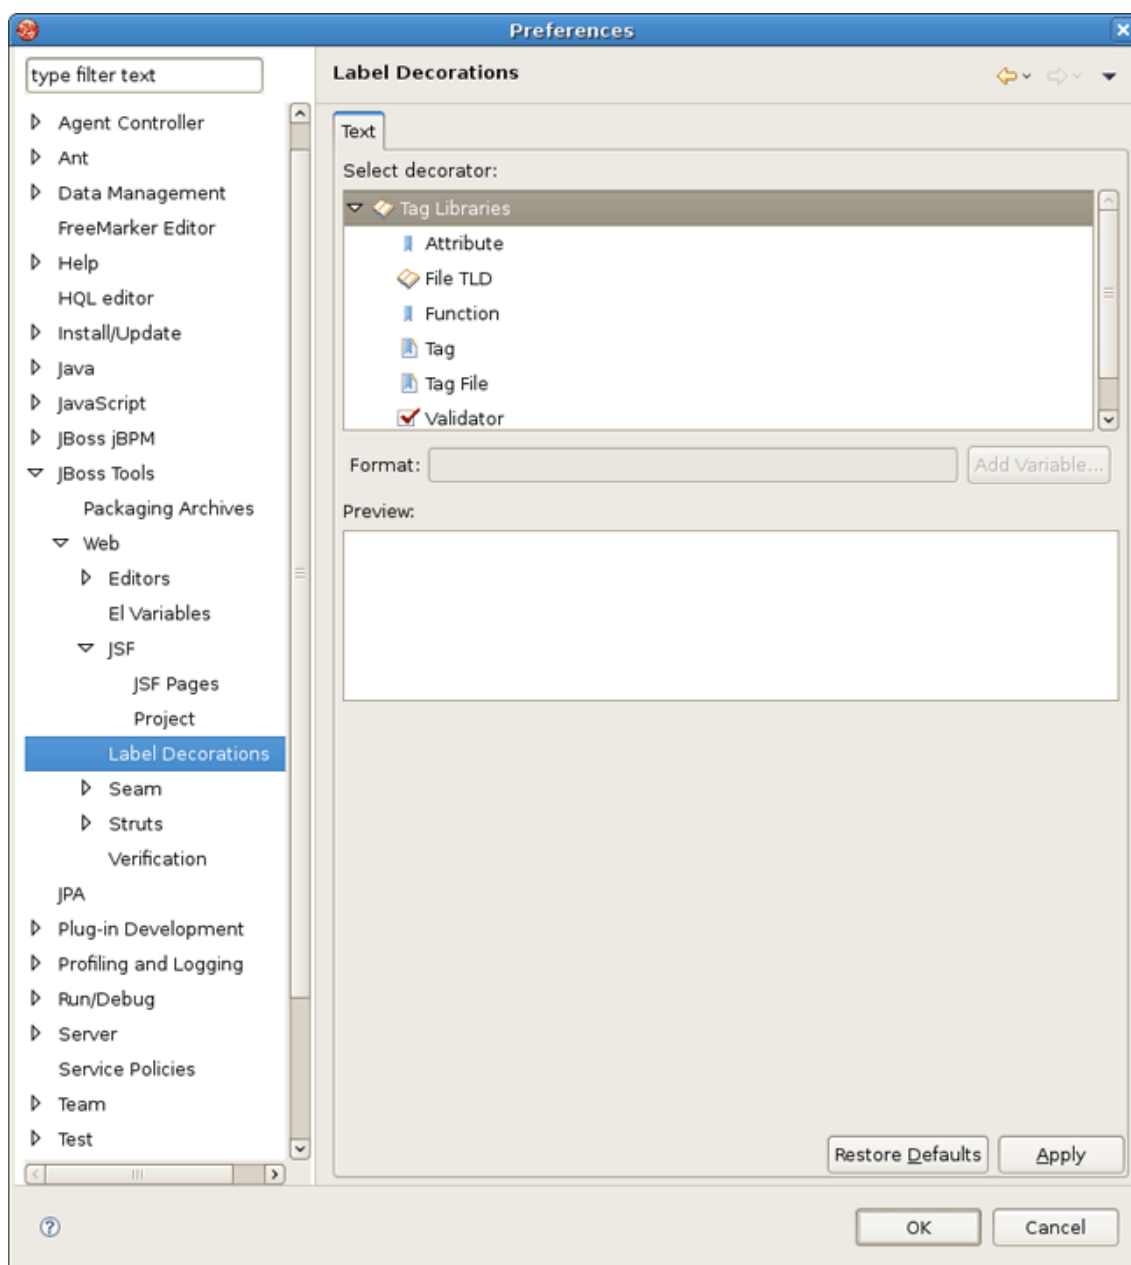 Preferences
type filter text
Agent Controller
Ant
Data Management
FreeMarker Editor
Help
HQL editor
Install/Update
Java
JavaScript
JBoss jBPM
JBoss Tools
Packaging Archives
Web
Editors
El Variables
JSF
JSF Pages
Project
Label Decorations
Seam
Struts
Verification
JPA
Plug-in Development
Profiling and Logging
Run/Debug
Server
Service Policies
Team
Test
Label Decorations
Text
Select decorator:
Tag Libraries
Attribute
File TLD
Function
Tag
Tag File
Validator
Format:
Add Variable...
Preview:
Restore Defaults
Apply
OK
Cancel